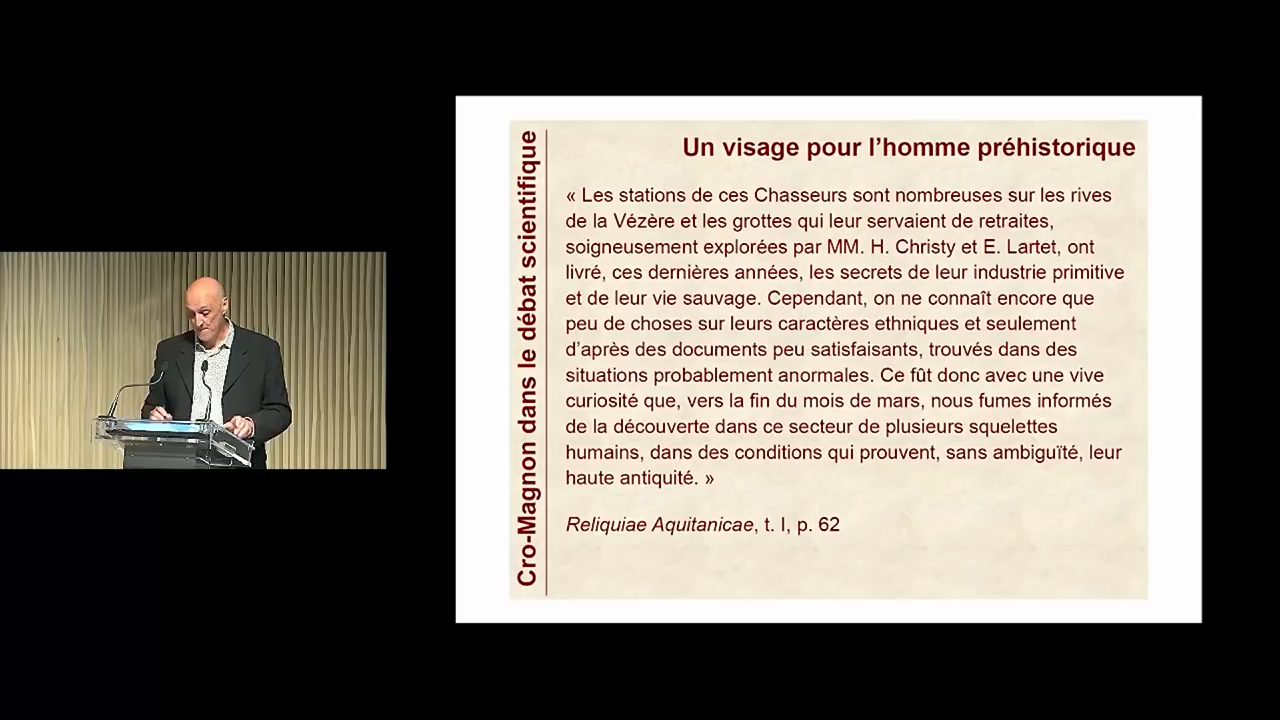 Cro-Magnon dans le débat scientifique
Un visage pour l’homme préhistorique
« Les stations de ces Chasseurs sont nombreuses sur les rives
de la Vézère et les grottes qui leur servaient de retraites,
soigneusement explorées par MM. H. Christy et E. Lartet, ont
livré, ces dernières années, les secrets de leur industrie primitive
et de leur vie sauvage. Cependant, on ne connaît encore que
peu de choses sur leurs caractères ethniques et seulement
d’après des documents peu satisfaisants, trouvés dans des
situations probablement anormales. Ce fût donc avec une vive
curiosité que, vers la fin du mois de mars, nous fumes informés
de la découverte dans ce secteur de plusieurs squelettes
humains, dans des conditions qui prouvent, sans ambiguïté, leur
haute antiquité. »
Reliquiae Aquitanicae, t. I, p. 62